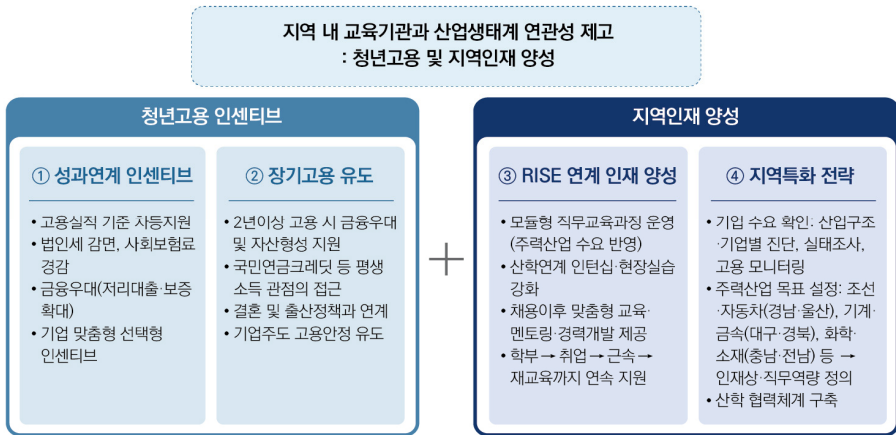 지역 내 교육기관과 산업생태계 연관성 제고
: 청년고용 및 지역인재 양성
청년고용 인센티브
① 성과연계 인센티브
• 고용실적 기준 차등지원
• 법인세 감면, 사회보험료
경감
• 금융우대(저리대출·보증
확대)
• 기업 맞춤형 선택형
인센티브
② 장기고용 유도
• 2년이상 고용 시 금융우대
및 자산형성 지원
• 국민연금크레딧 등 평생
소득 관점의 접근
• 결혼 및 출산정책과 연계
• 기업주도 고용안정 유도
+
지역인재 양성
③ RISE 연계 인재 양성
• 모듈형 직무교육과징 운영
(주력산업 수요 반영)
• 산학연계 인턴십·현장실습
강화
• 채용이후 맞춤형 교육·
멘토링·경력개발 제공
• 학부 → 취업 → 근속 →
재교육까지 연속 지원
④ 지역특화 전략
• 기입 수요 확인: 산입구조
·기업별 진단, 실태조사,
고용 모니터링
• 주력산업 목표 설정: 조선
·자동차(경남·울산), 기계·
금속(대구·경북), 화학·
소재(충남·전남) 등 →
인재상·직무역량 정의
• 산학 협력체계 구축